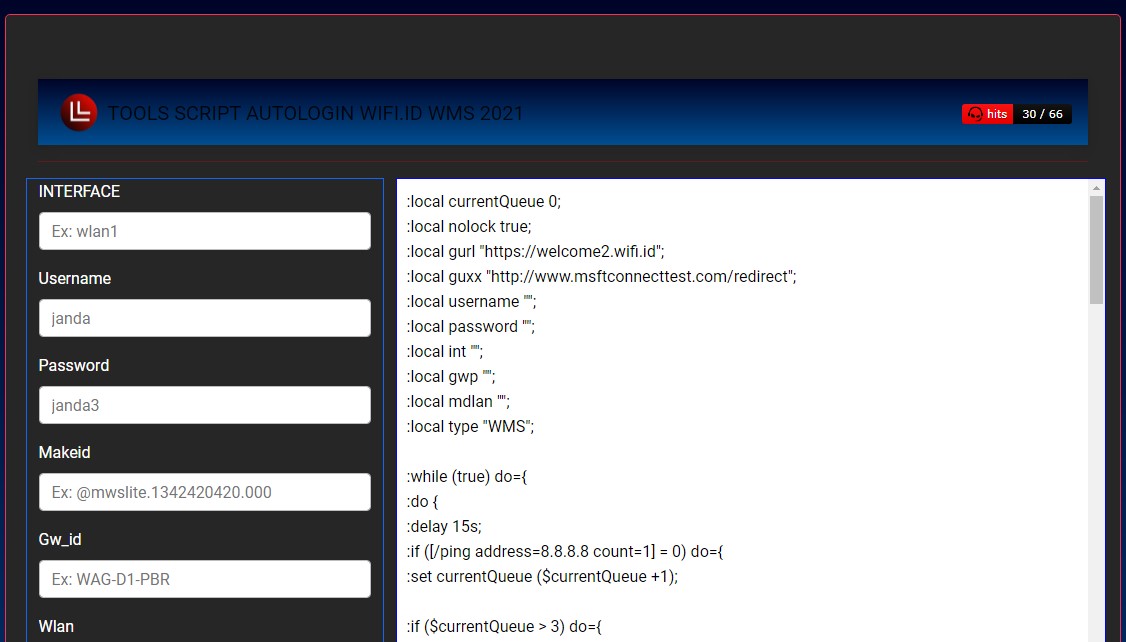 TOOLS SCRIPT AUTOLOGIN WIFI.ID WMS 2021
hits 30 / 66
INTERFACE
Ex: wlan1
Username
janda
Password
janda3
Makeid
Ex: @mwslite.1342420420.000
Gw_id
Ex: WAG-D1-PBR
Wlan
:local currentQueue 0;
:local nolock true;
:local gurl "https://welcome2.wifi.id";
:local guxx "http://www.msftconnecttest.com/redirect";
:local username "";
:local password "";
:local int "";
:local gwp "";
:local mdlan "";
:local type "WMS";
:while (true) do={
:do {
:delay 15s;
:if ([/ping address=8.8.8.8 count=1] = 0) do={
:set currentQueue ($currentQueue +1);
:if ($currentQueue > 3) do={